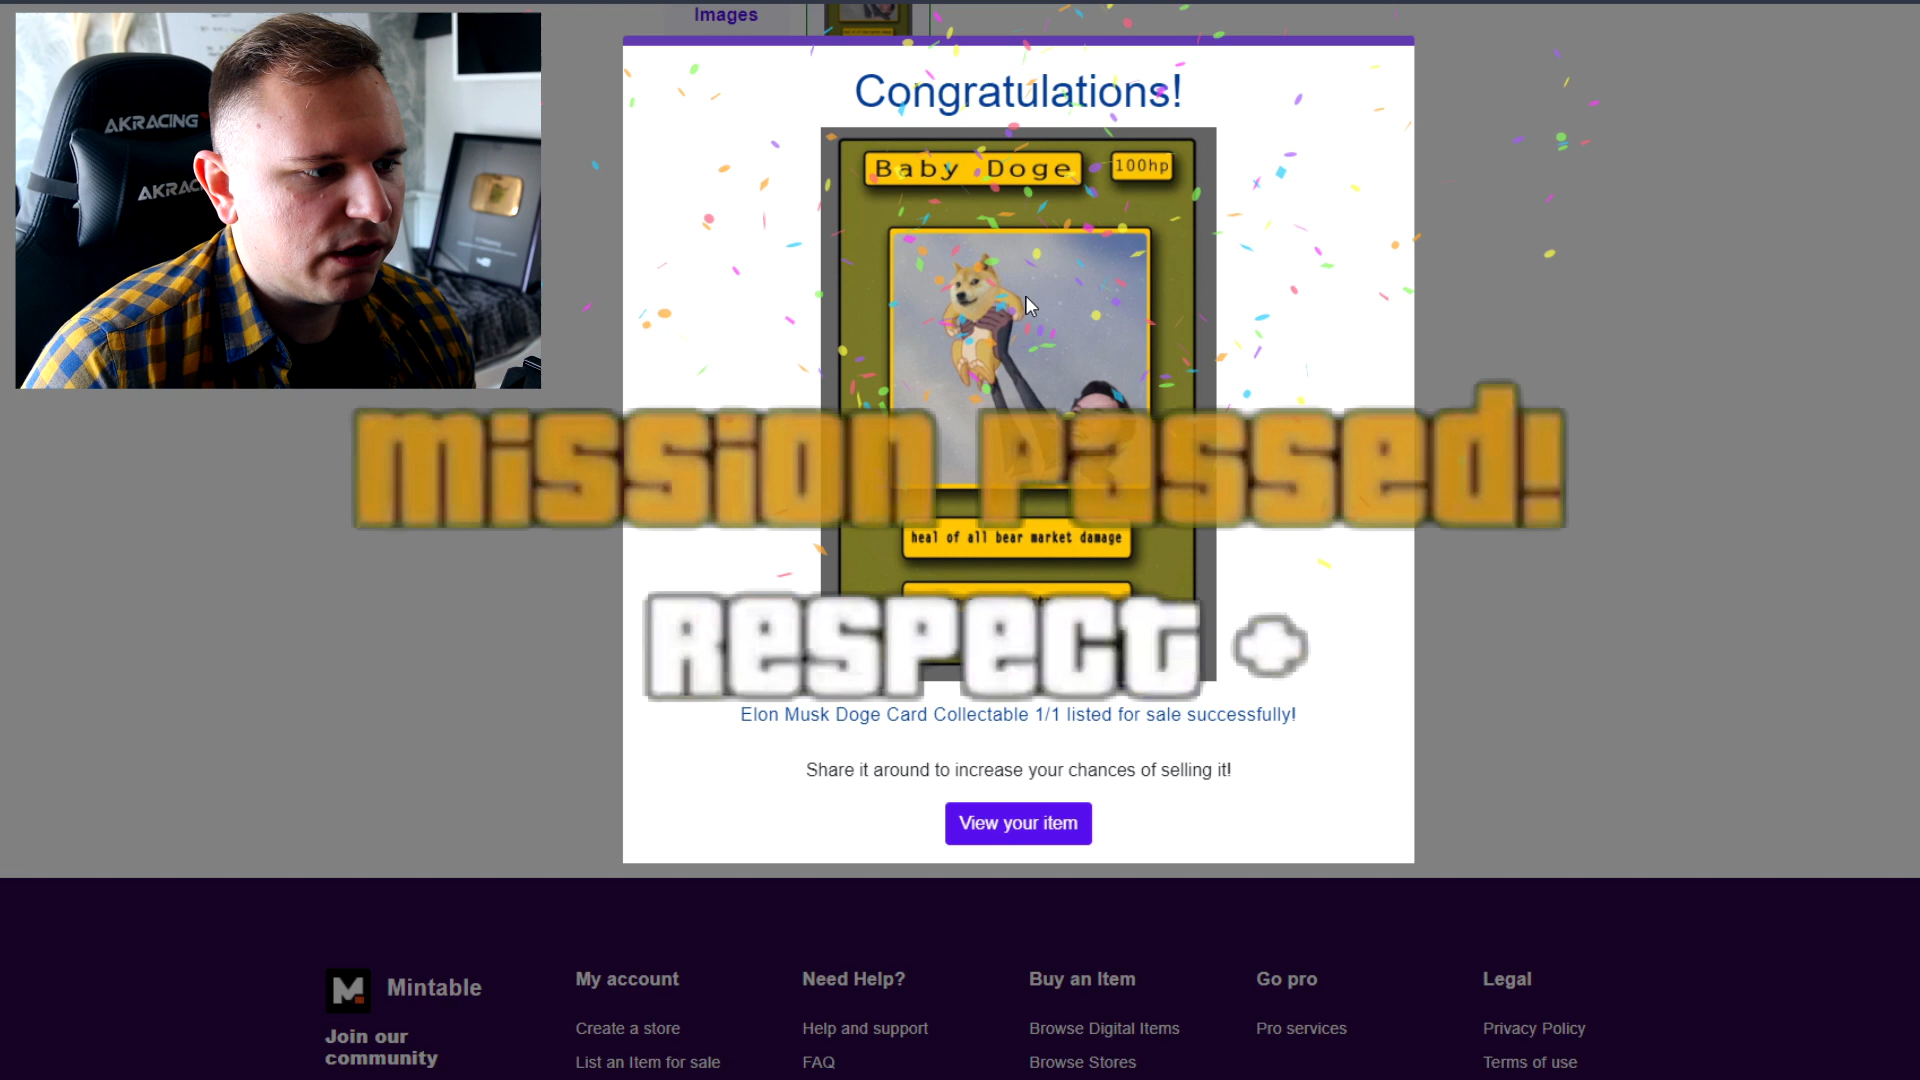 Images
AKRACING
AKRACI
Congratulations!
Baby Doge
100hp
mission passed!
heal of all bear market damage
RESPECT +
Elon Musk Doge Card Collectable 1/1 listed for sale successfully!
Share it around to increase your chances of selling it!
View your item
Mintable
Join our
community
My account
Create a store
List an Item for sale
Need Help?
Help and support
FAQ
Buy an Item
Browse Digital Items
Browse Stores
Go pro
Pro services
Legal
Privacy Policy
Terms of use